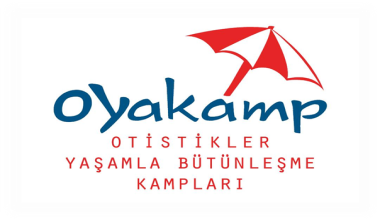 oyakamp
OTİSTİKLER
YAŞAMLA BÜTÜNLEŞME
KAMPLARI